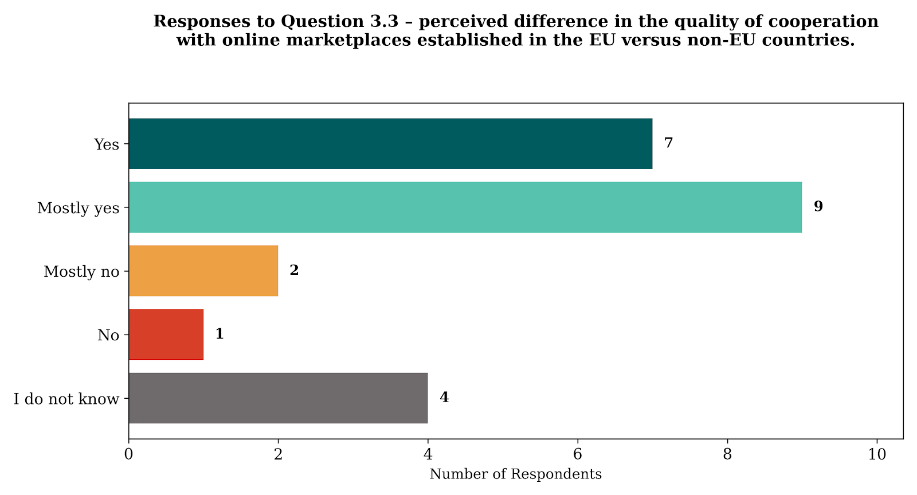 Responses to Question 3.3 – perceived difference in the quality of cooperation
with online marketplaces established in the EU versus non-EU countries.
Yes
7
Mostly yes
9
Mostly no
2
No
1
I do not know
4
0 2 4 6 8 10
Number of Respondents